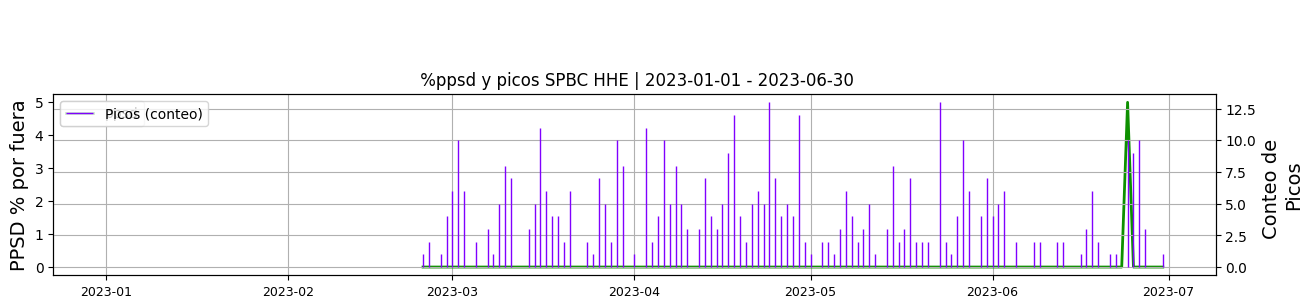 %ppsd y picos SPBC HHE | 2023-01-01 - 2023-06-30
Picos (conteo)
PPSD % por fuera
5
4
3
2
1
0
12.5
10.0
7.5
5.0
2.5
0.0
Conteo de
Picos
2023-01 2023-02 2023-03 2023-04 2023-05 2023-06 2023-07